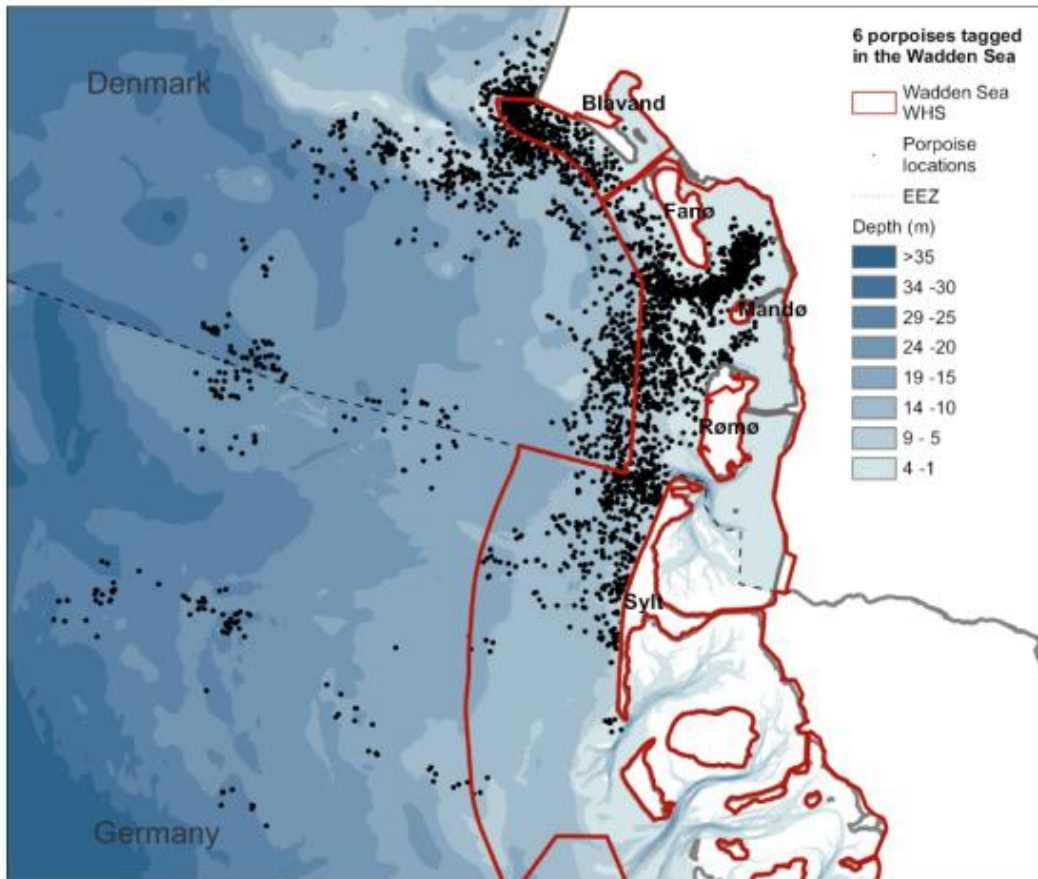 Denmark
Blåvand
Fanø
Mandø
Rømø
Sylt
Germany
6 porpoises tagged
in the Wadden Sea
Wadden Sea
WHS
Porpoise
locations
EEZ
Depth (m)
>35
34 -30
29 -25
24 -20
19 -15
14 -10
9 - 5
4 -1